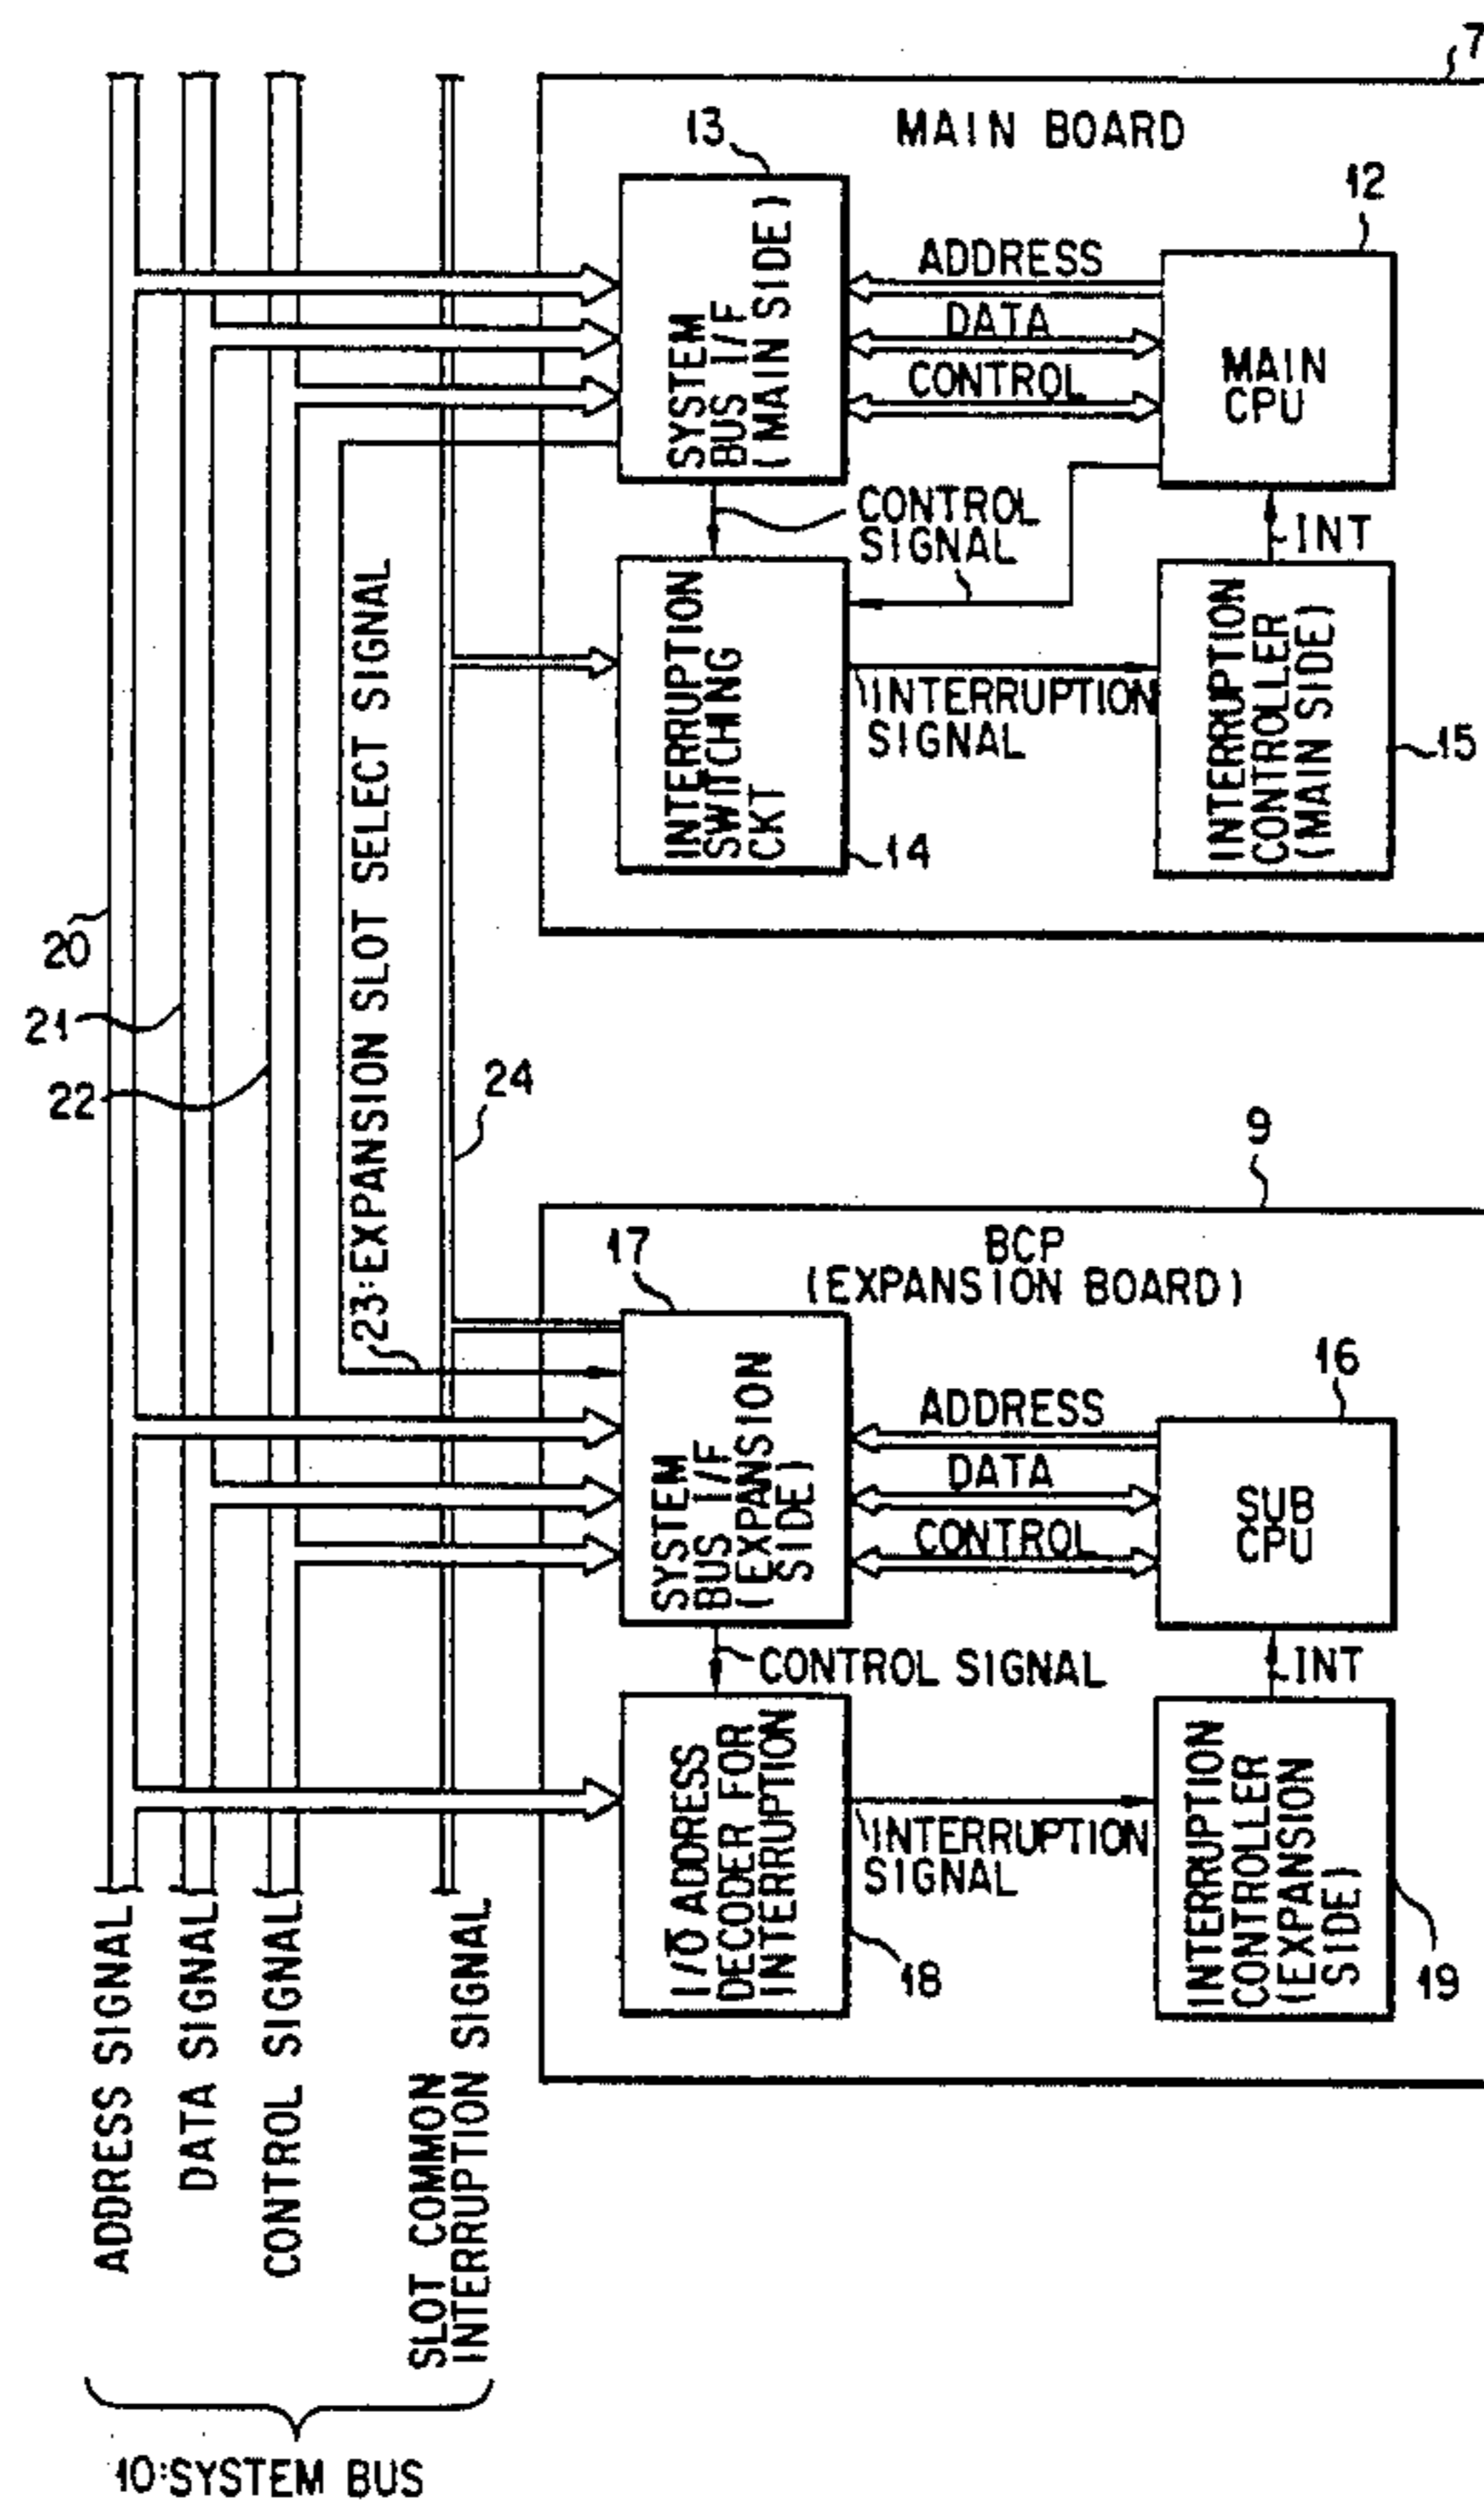 7
MAIN BOARD
13
12
SYSTEM
BUS I/F
(MAIN SIDE)
ADDRESS
DATA
CONTROL
MAIN
CPU
CONTROL
SIGNAL
INT
INTERRUPTION
SWITCHING
CKT
INTERRUPTION
SIGNAL
INTERRUPTION
CONTROLLER
(MAIN SIDE)
15
14
20
21
22
23:EXPANSION SLOT SELECT SIGNAL
24
9
BCP
(EXPANSION BOARD)
17
16
SYSTEM
BUS I/F
(EXPANSION
SIDE)
ADDRESS
DATA
CONTROL
SUB
CPU
CONTROL SIGNAL
INT
I/O ADDRESS
DECODER FOR
INTERRUPTION
INTERRUPTION
SIGNAL
INTERRUPTION
CONTROLLER
(EXPANSION
SIDE)
18
19
ADDRESS SIGNAL
DATA SIGNAL
CONTROL SIGNAL
SLOT COMMON
INTERRUPTION SIGNAL
10:SYSTEM BUS